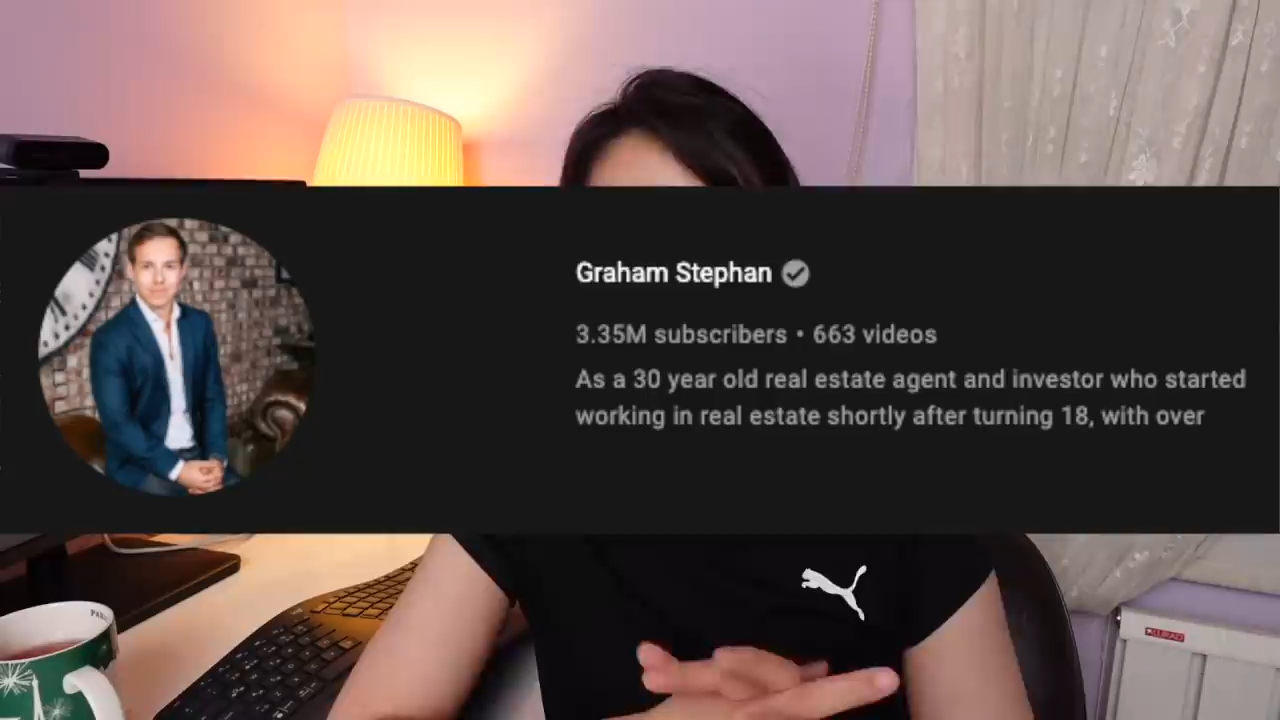 Graham Stephan
3.35M subscribers • 663 videos
As a 30 year old real estate agent and investor who started
working in real estate shortly after turning 18, with over